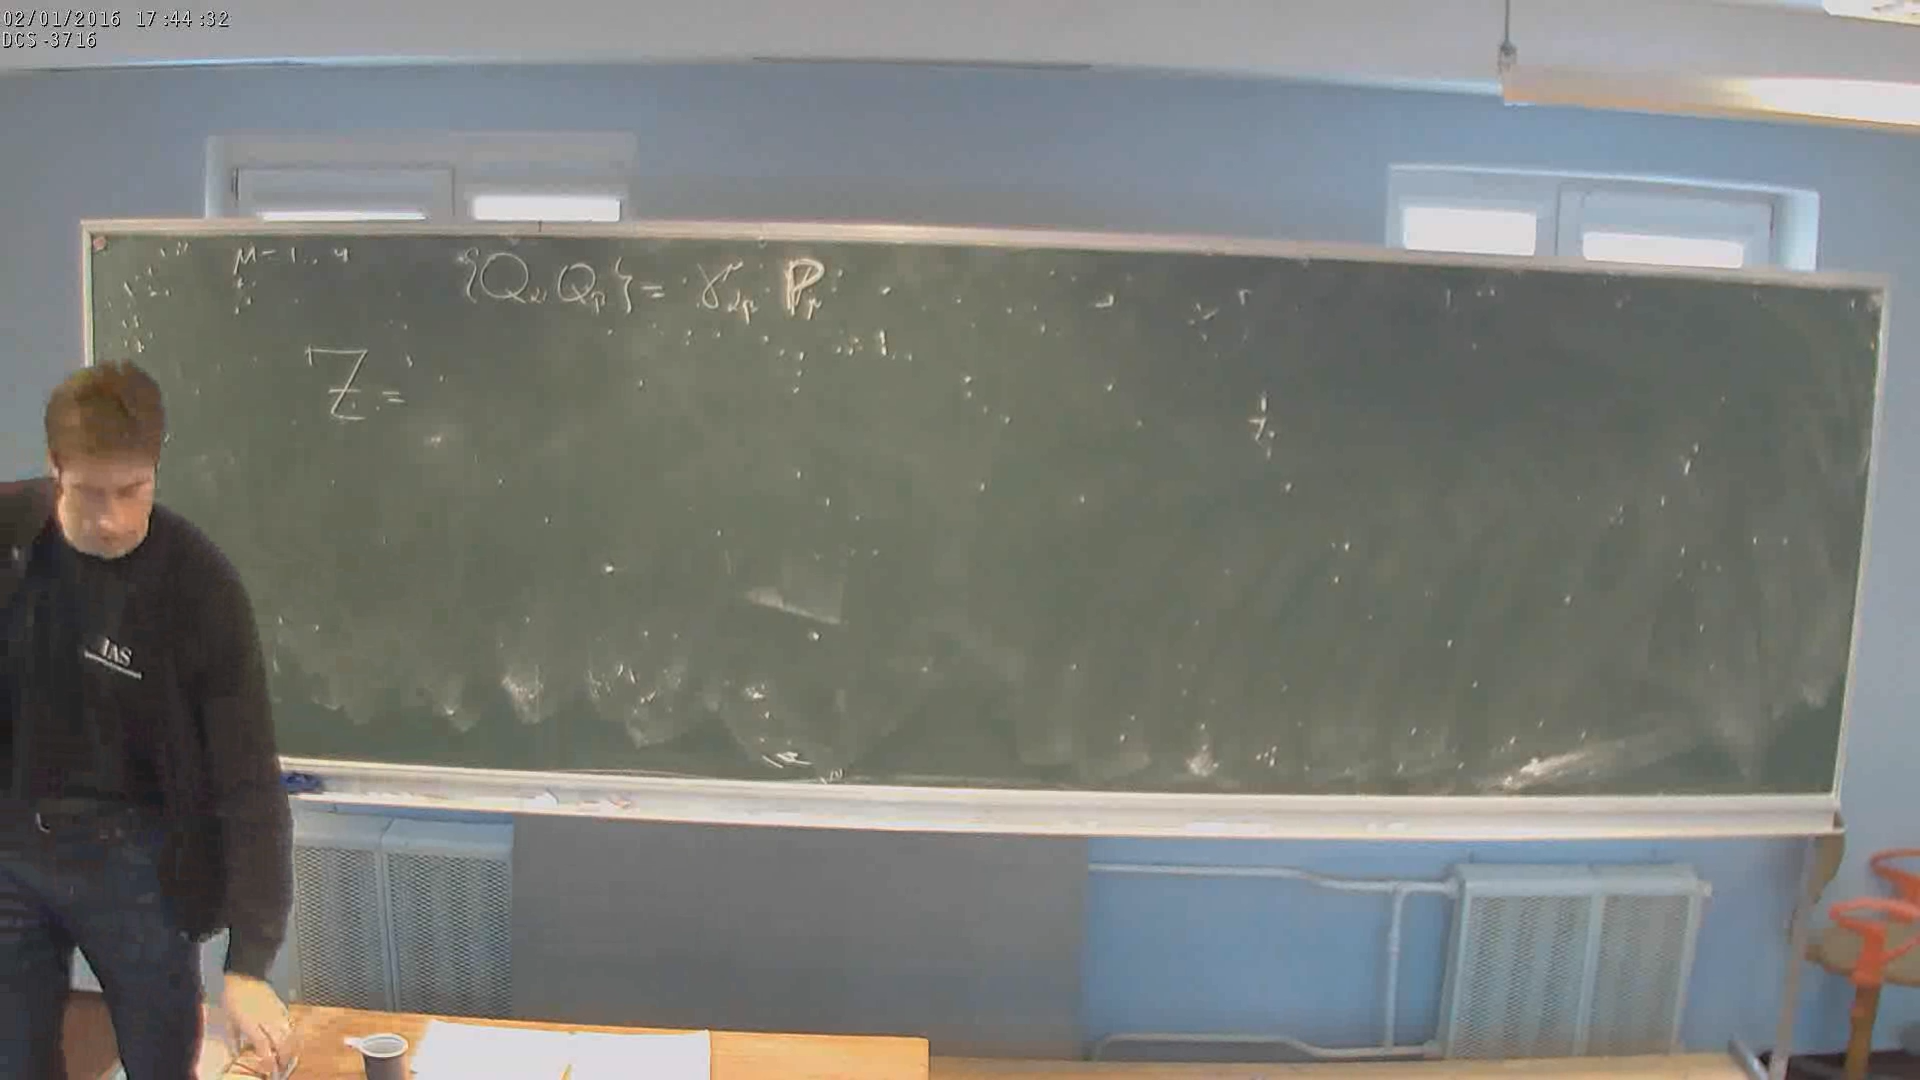 02/01/2016 17:44:32
DCS-3716
M = 1..4
{Q_α, Q_β} = γ^μ_αβ P_μ
Z =
IAS